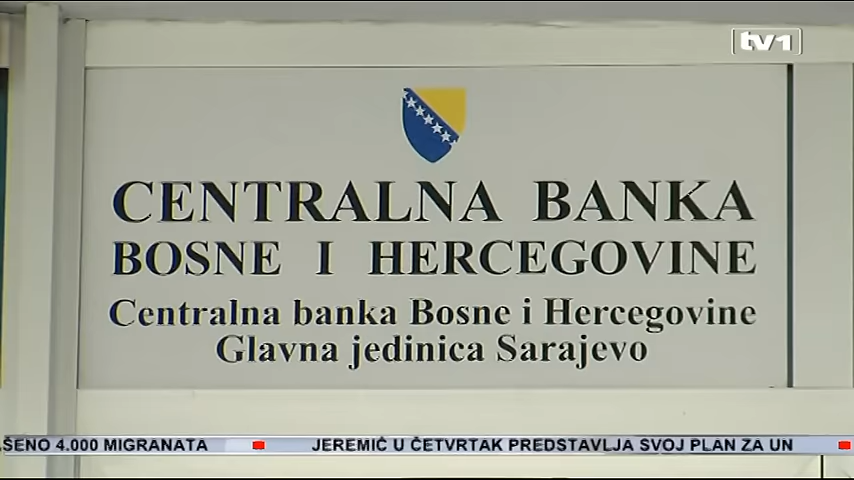 tv1
CENTRALNA BANKA
BOSNE I HERCEGOVINE
Centralna banka Bosne i Hercegovine
Glavna jedinica Sarajevo
ŠENO 4.000 MIGRANATA JEREMIĆ U ČETVRTAK PREDSTAVLJA SVOJ PLAN ZA UN